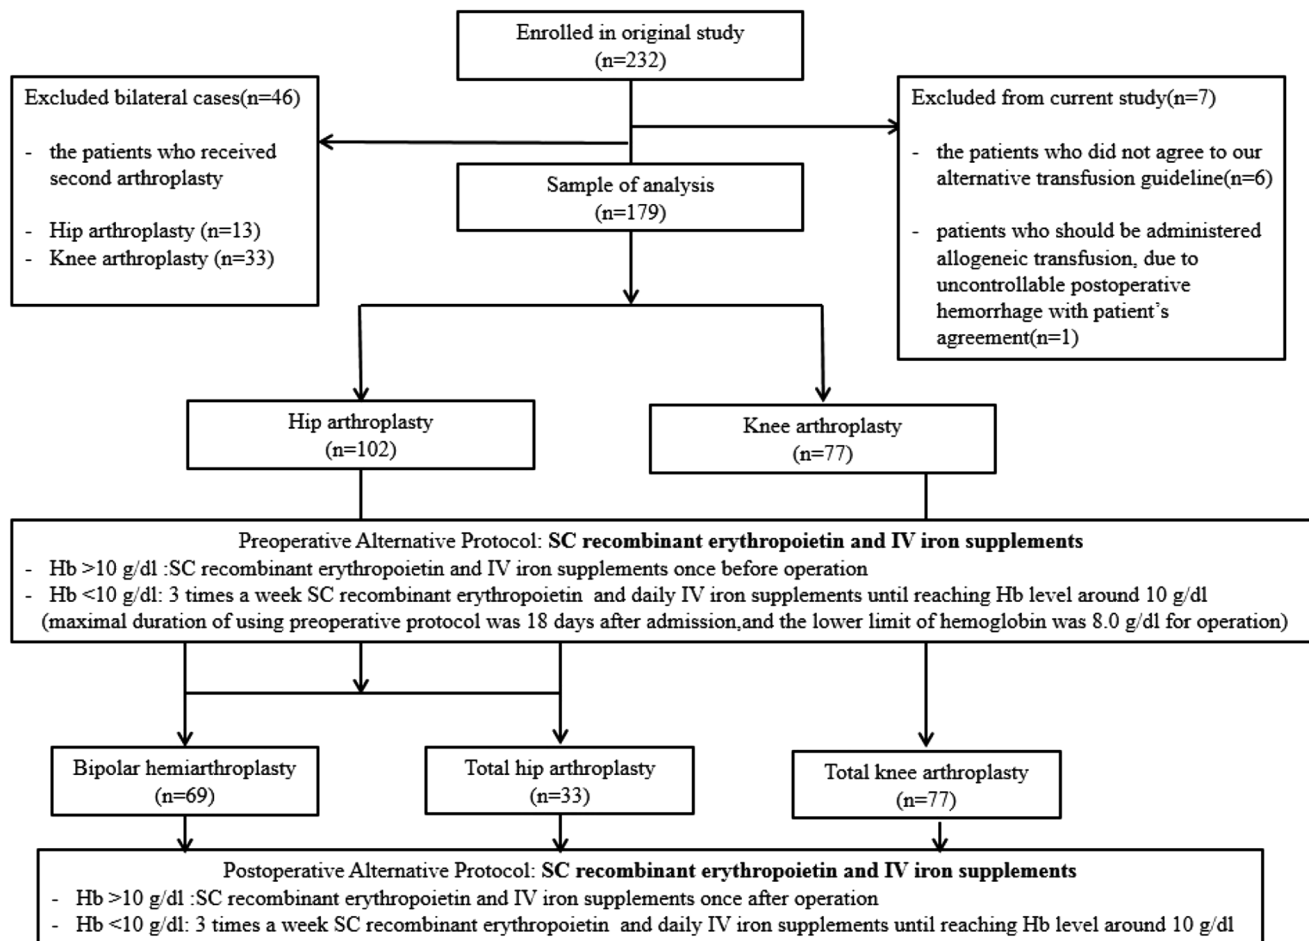 Enrolled in original study
(n=232)
Excluded bilateral cases(n=46)
- the patients who received
second arthroplasty
- Hip arthroplasty (n=13)
- Knee arthroplasty (n=33)
Excluded from current study(n=7)
- the patients who did not agree to our
alternative transfusion guideline(n=6)
- patients who should be administered
allogeneic transfusion, due to
uncontrollable postoperative
hemorrhage with patient's
agreement(n=1)
Sample of analysis
(n=179)
Hip arthroplasty
(n=102)
Knee arthroplasty
(n=77)
Preoperative Alternative Protocol: SC recombinant erythropoietin and IV iron supplements
- Hb >10 g/dl :SC recombinant erythropoietin and IV iron supplements once before operation
- Hb <10 g/dl: 3 times a week SC recombinant erythropoietin and daily IV iron supplements until reaching Hb level around 10 g/dl
(maximal duration of using preoperative protocol was 18 days after admission,and the lower limit of hemoglobin was 8.0 g/dl for operation)
Bipolar hemiarthroplasty
(n=69)
Total hip arthroplasty
(n=33)
Total knee arthroplasty
(n=77)
Postoperative Alternative Protocol: SC recombinant erythropoietin and IV iron supplements
- Hb >10 g/dl :SC recombinant erythropoietin and IV iron supplements once after operation
- Hb <10 g/dl: 3 times a week SC recombinant erythropoietin and daily IV iron supplements until reaching Hb level around 10 g/dl